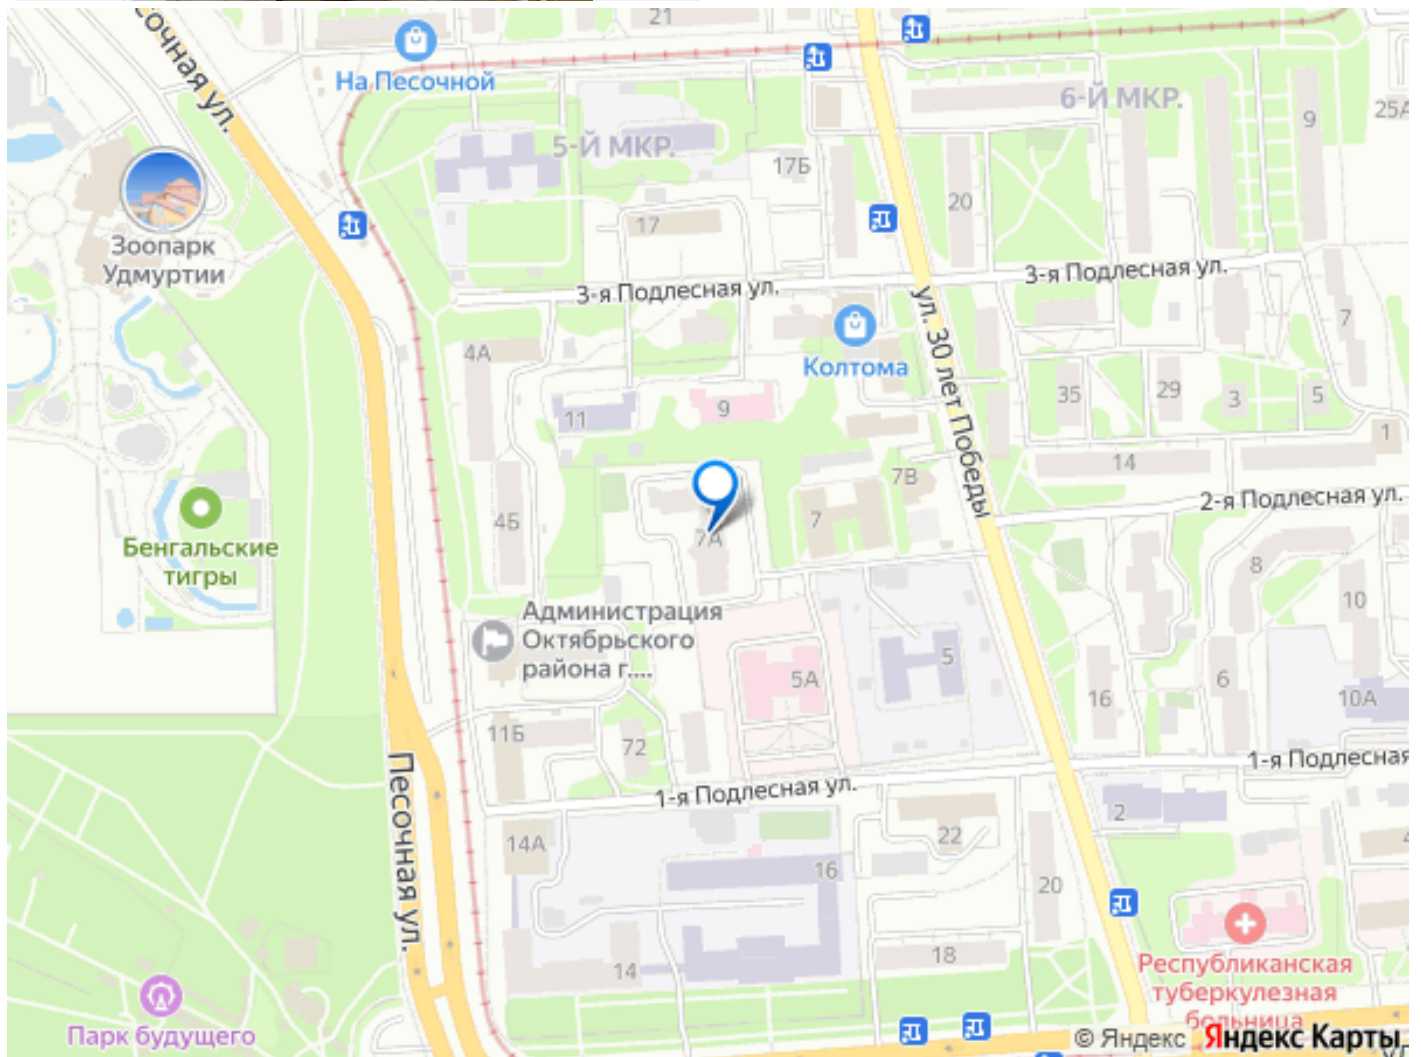 21
Песочная ул.
На Песочной
6-Й МКР.
9
25А
5-Й МКР.
17Б
20
17
Зоопарк
Удмуртии
3-я Подлесная ул.
3-я Подлесная ул.
ул. 30 лет Победы
7
4А
Колтома
35
29
3
5
11
9
1
14
7В
2-я Подлесная ул.
4Б
7
7А
Бенгальские
тигры
8
10
Администрация
Октябрьского
района г....
5
5А
6
16
10А
11Б
72
1-я Подлесная
1-я Подлесная ул.
Песочная ул.
2
14А
22
16
20
18
14
Республиканская
туберкулезная
больница
Парк будущего
© Яндекс Яндекс Карты